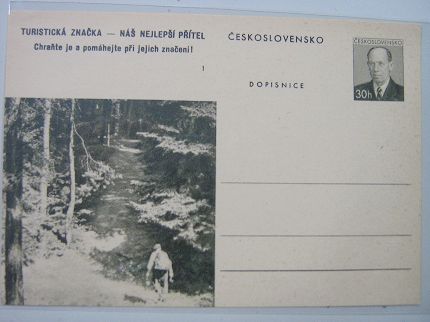 TURISTICKÁ ZNAČKA — NÁŠ NEJLEPŠÍ PŘÍTEL
Chraňte je a pomáhejte při jejich značení!
1
ČESKOSLOVENSKO
DOPISNICE
ČESKOSLOVENSKO
30h